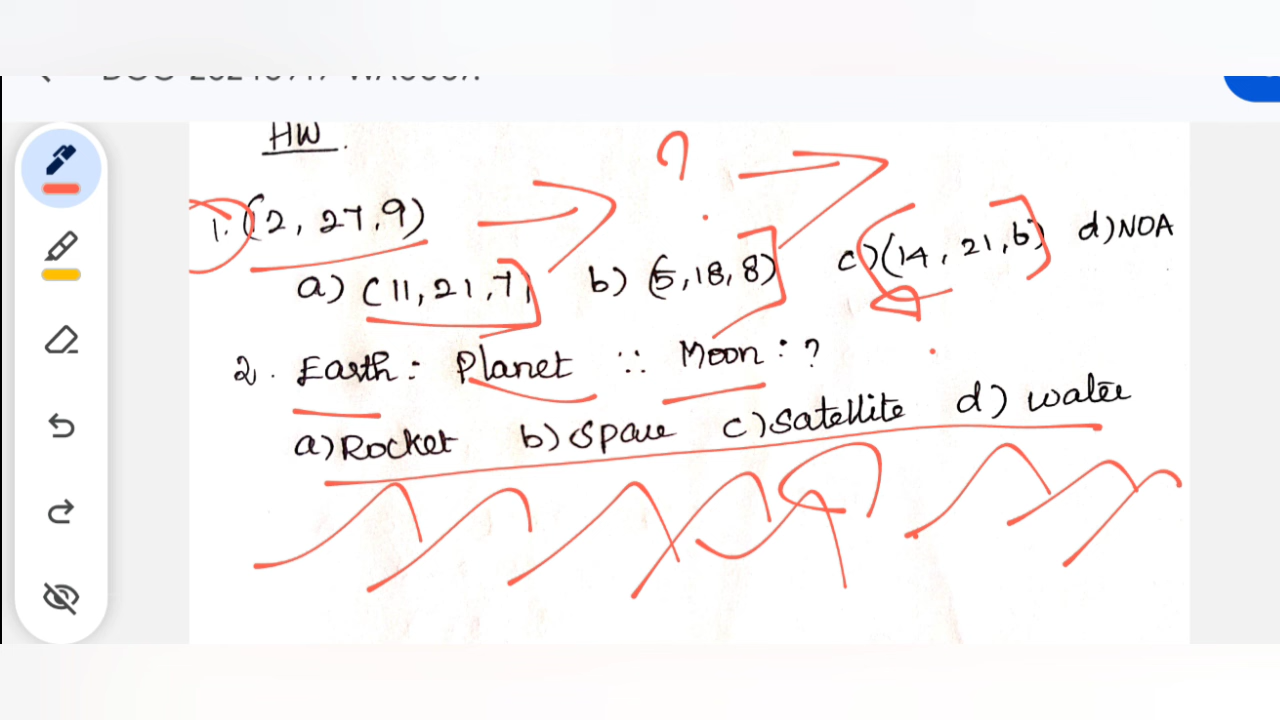 HW.
1. (2, 27, 9)
a) (11, 21, 7) b) (5, 18, 8) c) (14, 21, 6) d) NOA
2. Earth : Planet :: Moon : ?
a) Rocket b) Space c) Satellite d) water